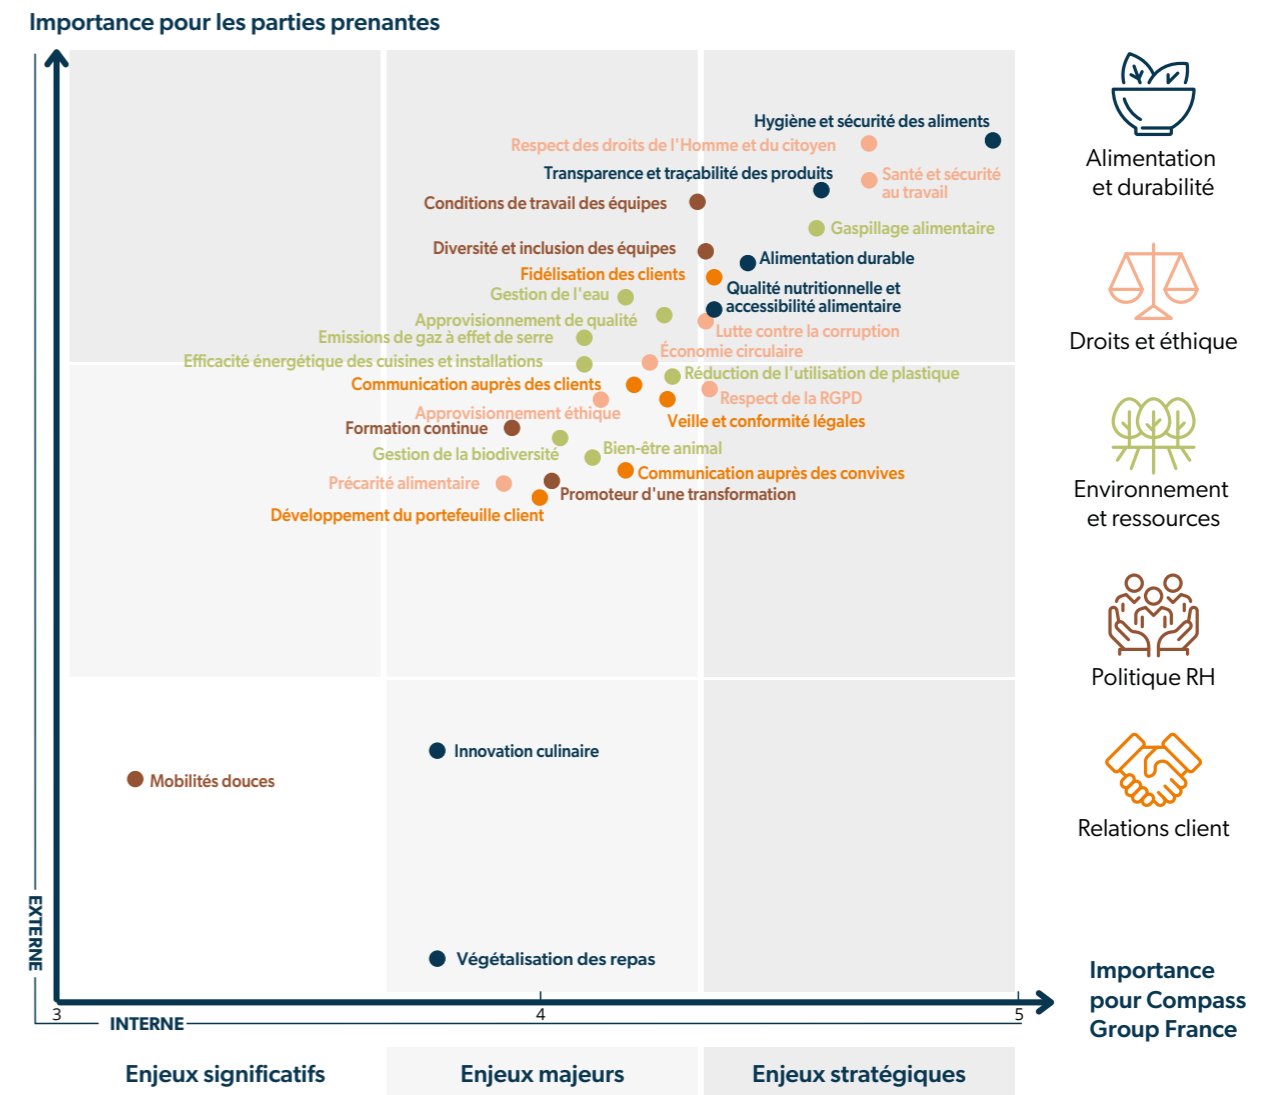 Importance pour les parties prenantes
Hygiène et sécurité des aliments
Respect des droits de l'Homme et du citoyen
Transparence et traçabilité des produits
Santé et sécurité
au travail
Conditions de travail des équipes
Gaspillage alimentaire
Diversité et inclusion des équipes
Alimentation durable
Fidélisation des clients
Qualité nutritionnelle et
accessibilité alimentaire
Gestion de l'eau
Approvisionnement de qualité
Lutte contre la corruption
Emissions de gaz à effet de serre
Économie circulaire
Efficacité énergétique des cuisines et installations
Réduction de l'utilisation de plastique
Communication auprès des clients
Respect de la RGPD
Approvisionnement éthique
Veille et conformité légales
Formation continue
Gestion de la biodiversité
Bien-être animal
Communication auprès des convives
Précarité alimentaire
Promoteur d'une transformation
Développement du portefeuille client
Innovation culinaire
Mobilités douces
Végétalisation des repas
EXTERNE
3
4
5
INTERNE
Enjeux significatifs
Enjeux majeurs
Enjeux stratégiques
Alimentation
et durabilité
Droits et éthique
Environnement
et ressources
Politique RH
Relations client
Importance
pour Compass
Group France